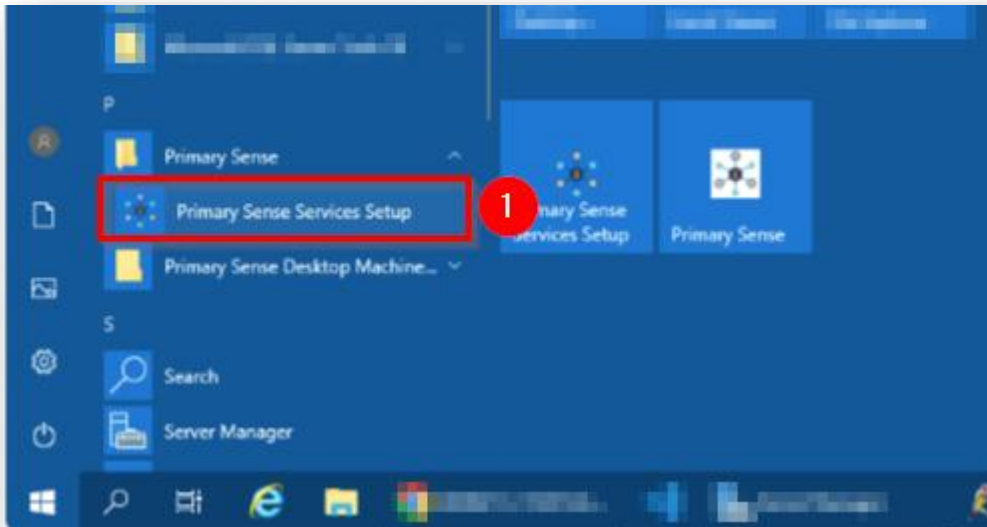 P
Primary Sense
Primary Sense Services Setup
1
Primary Sense Desktop Machine...
S
Search
Server Manager
mary Sense
Services Setup
Primary Sense